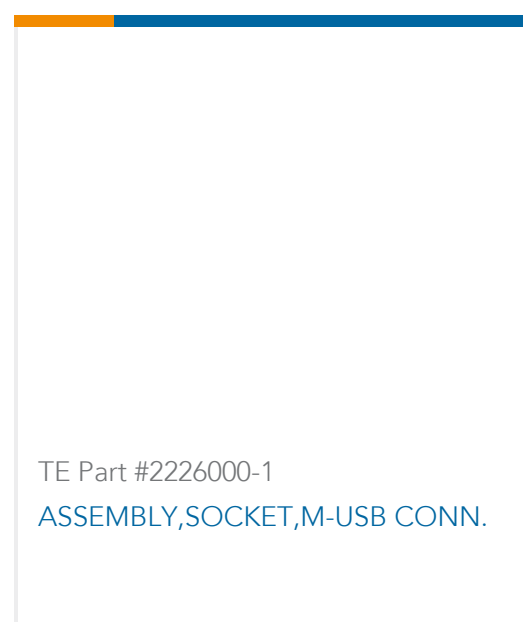 TE Part #2226000-1
ASSEMBLY,SOCKET,M-USB CONN.